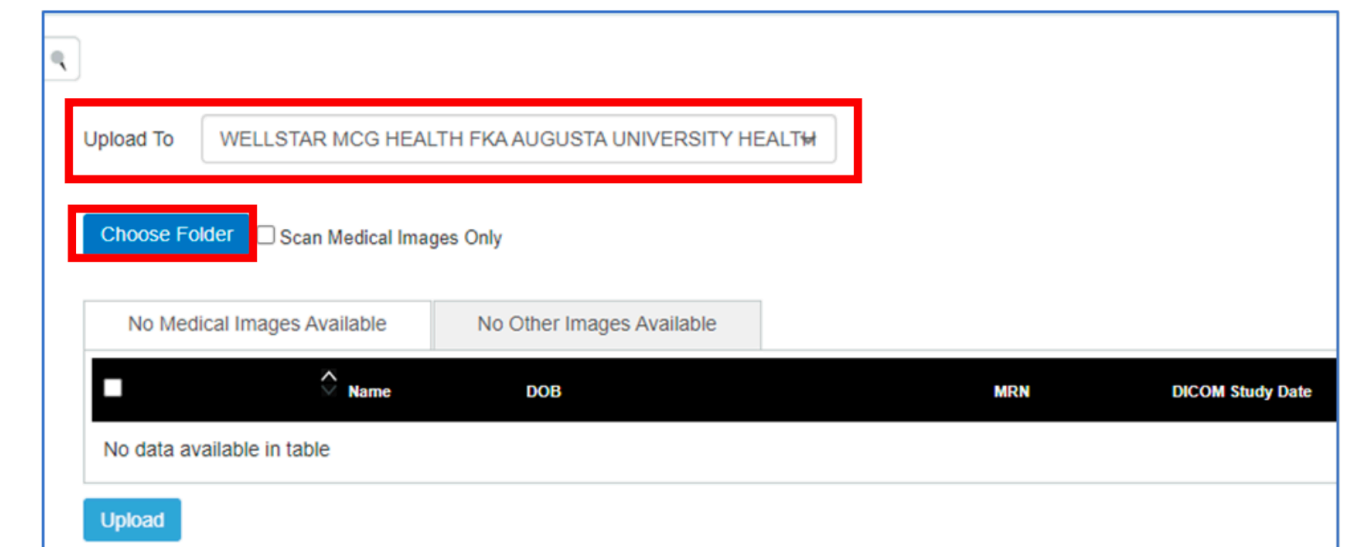 Upload To WELLSTAR MCG HEALTH FKA AUGUSTA UNIVERSITY HEALTH
Choose Folder Scan Medical Images Only
No Medical Images Available No Other Images Available
Name DOB MRN DICOM Study Date
No data available in table
Upload